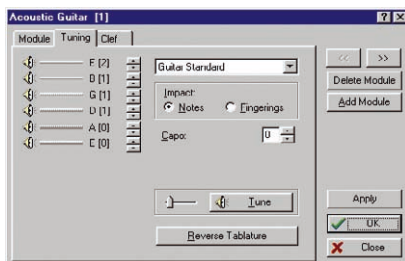 Acoustic Guitar [1]
Module Tuning Clef
E [2]
B [1]
G [1]
D [1]
A [0]
E [0]
Guitar Standard
Impact:
Notes Fingerings
Capo: 0
Tune
Reverse Tablature
<< >>
Delete Module
Add Module
Apply
OK
Close